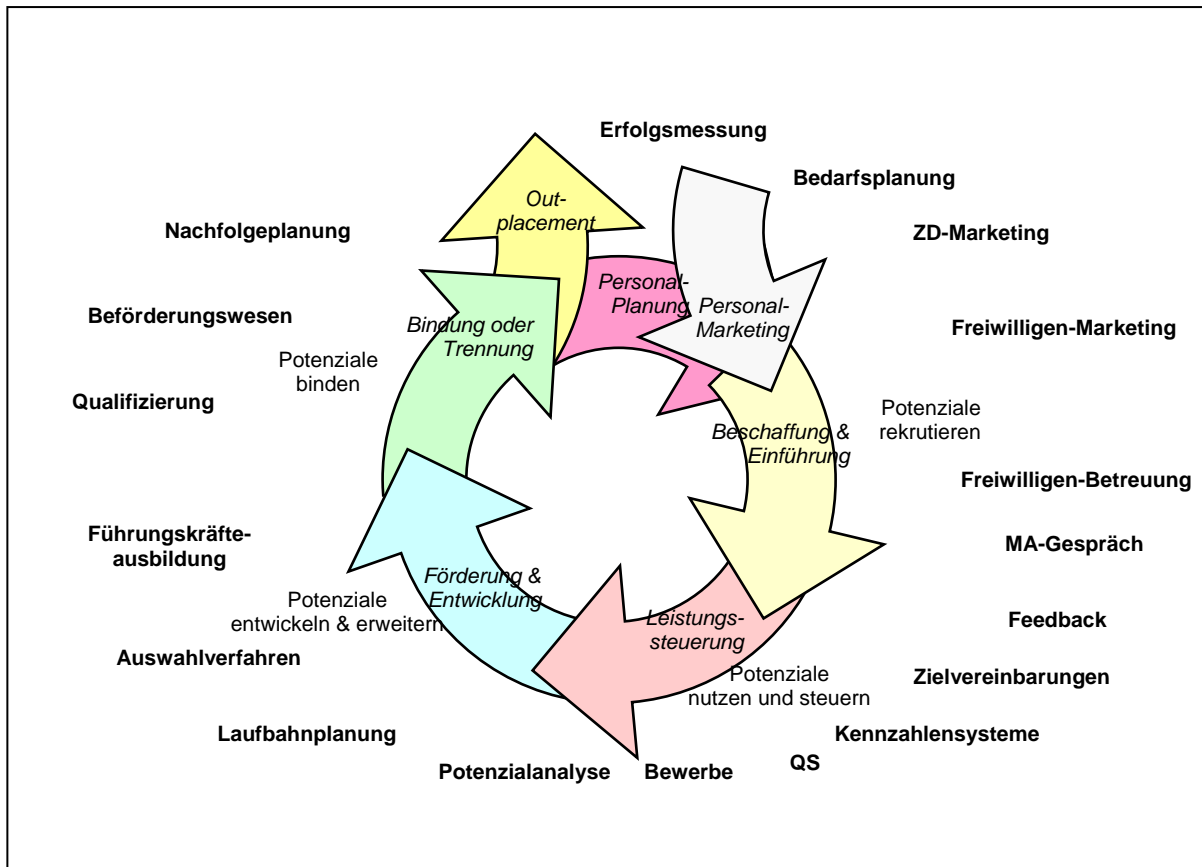 Erfolgsmessung
Bedarfsplanung
ZD-Marketing
Freiwilligen-Marketing
Freiwilligen-Betreuung
MA-Gespräch
Feedback
Zielvereinbarungen
Kennzahlensysteme
QS
Bewerbe
Potenzialanalyse
Laufbahnplanung
Auswahlverfahren
Führungskräfte-
ausbildung
Qualifizierung
Beförderungswesen
Nachfolgeplanung
Out-
placement
Personal-
Planung
Personal-
Marketing
Beschaffung &
Einführung
Potenziale
rekrutieren
Leistungs-
steuerung
Potenziale
nutzen und steuern
Förderung &
Entwicklung
Potenziale
entwickeln & erweitern
Bindung oder
Trennung
Potenziale
binden